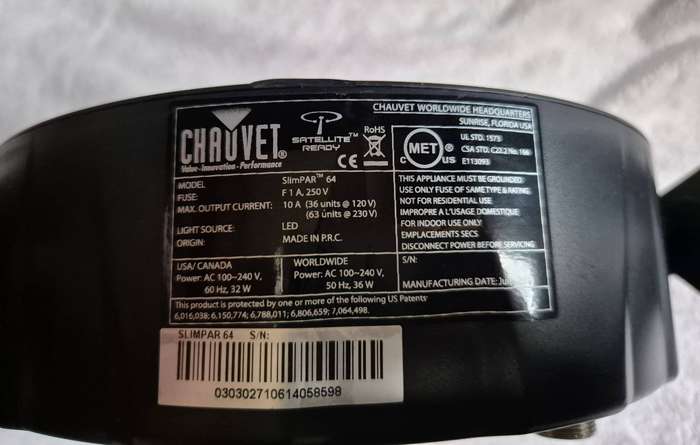 CHAUVET®
Value • Innovation • Performance
SATELLITE™
READY
RoHS
CE
CHAUVET WORLDWIDE HEADQUARTERS
SUNRISE, FLORIDA USA
c MET us
UL STD. 1573
CSA STD. C22.2 No. 166
E113093
MODEL SlimPAR™ 64
FUSE: F 1 A, 250 V
MAX. OUTPUT CURRENT: 10 A (36 units @ 120 V)
(63 units @ 230 V)
LIGHT SOURCE: LED
ORIGIN: MADE IN P.R.C.
THIS APPLIANCE MUST BE GROUNDED
USE ONLY FUSE OF SAME TYPE & RATING
NOT FOR RESIDENTIAL USE
IMPROPRE A L'USAGE DOMESTIQUE
FOR INDOOR USE ONLY
EMPLACEMENTS SECS
DISCONNECT POWER BEFORE SERVICING
USA/ CANADA
Power: AC 100~240 V,
60 Hz, 32 W
WORLDWIDE
Power: AC 100~240 V,
50 Hz, 36 W
S/N:
MANUFACTURING DATE:
This product is protected by one or more of the following US Patents:
6,016,038; 6,150,774; 6,788,011; 6,806,659; 7,064,498.
SLIMPAR 64 S/N:
030302710614058598